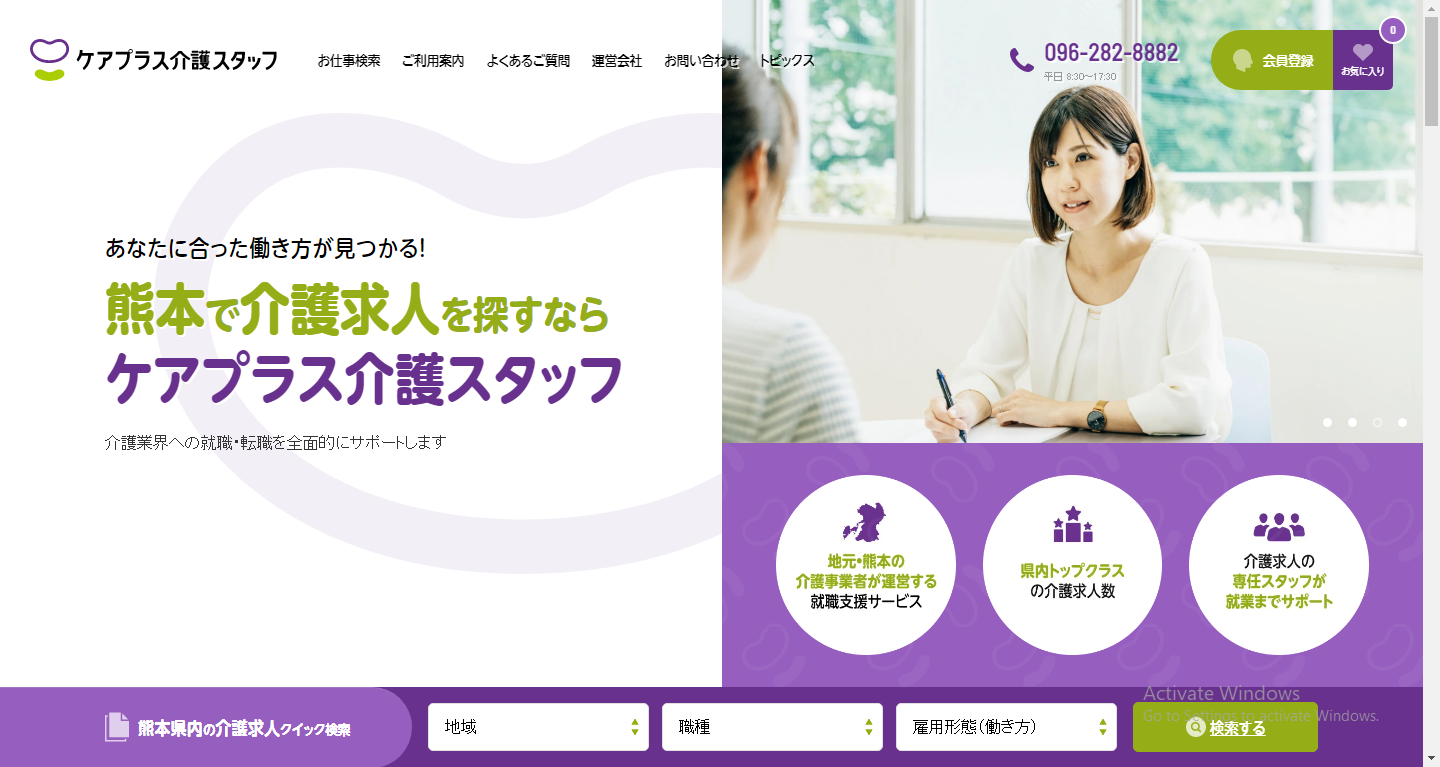 ケアプラス介護スタッフ
お仕事検索 ご利用案内 よくあるご質問 運営会社 お問い合わせ トピックス
096-282-8882
平日 8:30～17:30
会員登録
お気に入り
0
あなたに合った働き方が見つかる!
熊本で介護求人を探すなら
ケアプラス介護スタッフ
介護業界への就職・転職を全面的にサポートします
地元・熊本の
介護事業者が運営する
就職支援サービス
県内トップクラス
の介護求人数
介護求人の
専任スタッフが
就業までサポート
熊本県内の介護求人クイック検索
地域
職種
雇用形態（働き方）
検索する
Activate Windows
Go to Settings to activate Windows.